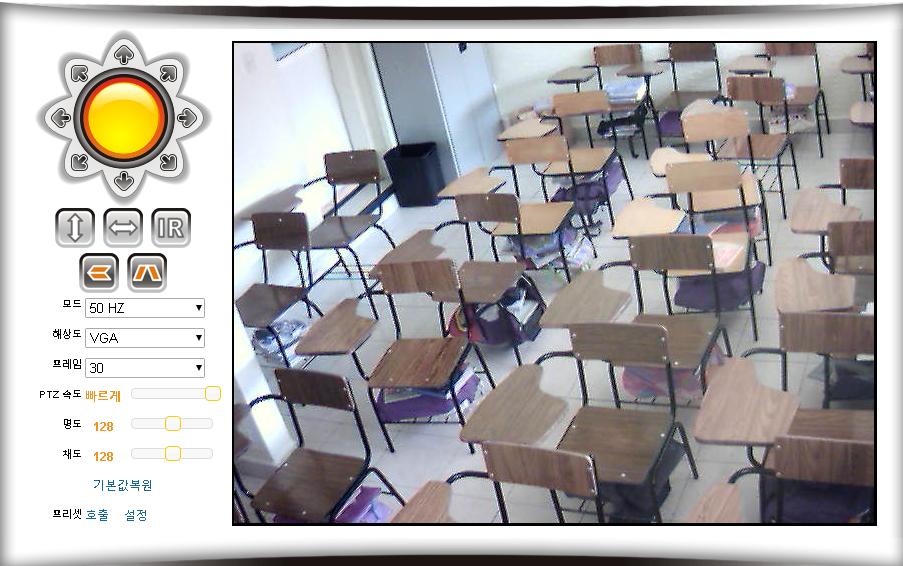 IR
모드 50 HZ
해상도 VGA
프레임 30
PTZ 속도 빠르게
명도 128
채도 128
기본값복원
프리셋 호출 설정